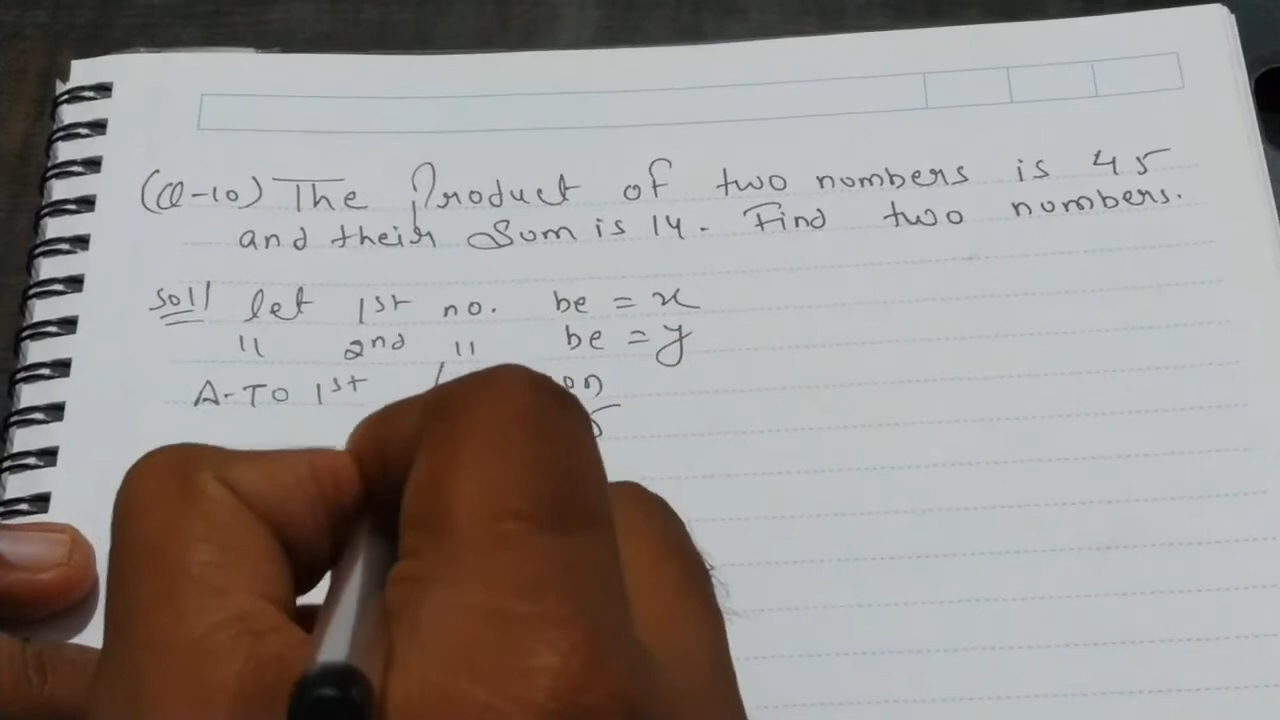 (Q-10) The Product of two numbers is 45
and their Sum is 14. Find two numbers.
Sol| let 1st no. be = x
" 2nd " be = y
A-TO 1st